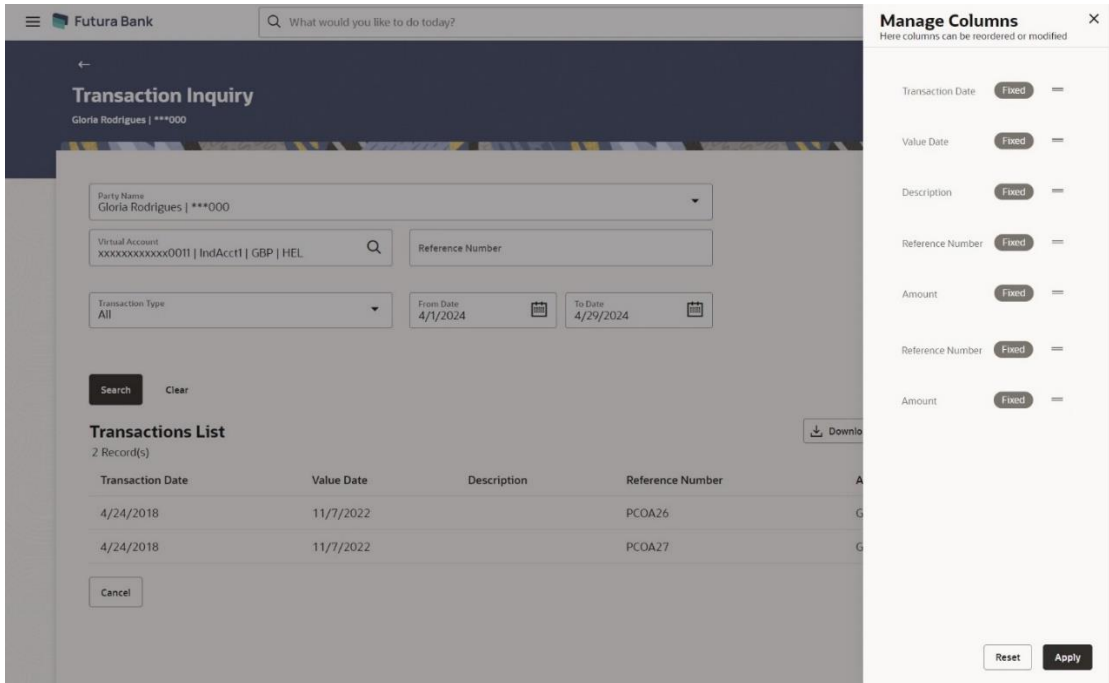 Futura Bank
What would you like to do today?
Transaction Inquiry
Gloria Rodrigues | ***000
Party Name
Gloria Rodrigues | ***000
Virtual Account
xxxxxxxxxxxx0011 | IndAcct1 | GBP | HEL
Reference Number
Transaction Type
All
From Date
4/1/2024
To Date
4/29/2024
Search Clear
Transactions List
2 Record(s)
Downlo
Transaction Date Value Date Description Reference Number A
4/24/2018 11/7/2022 PCOA26 G
4/24/2018 11/7/2022 PCOA27 G
Cancel
Manage Columns
Here columns can be reordered or modified
Transaction Date Fixed
Value Date Fixed
Description Fixed
Reference Number Fixed
Amount Fixed
Reference Number Fixed
Amount Fixed
Reset Apply